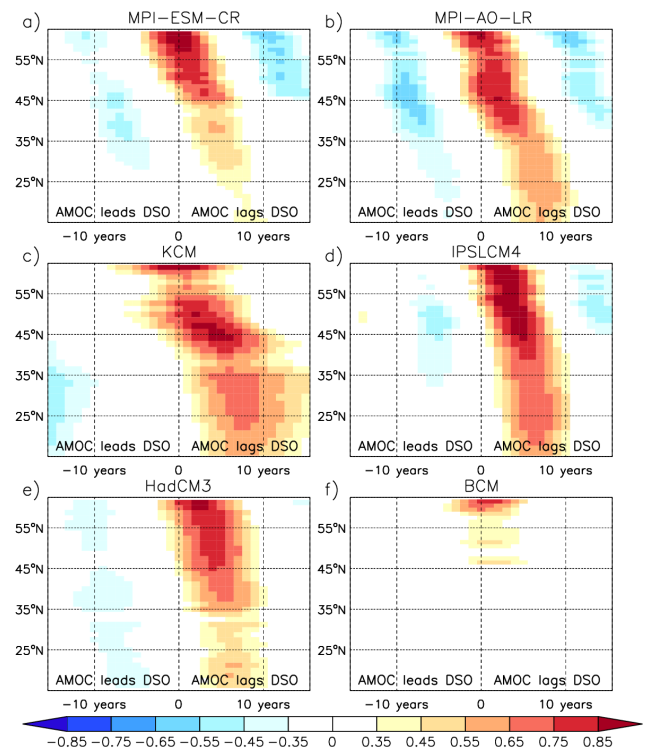 a) MPI-ESM-CR
b) MPI-AO-LR
55°N 55°N
45°N 45°N
35°N 35°N
25°N 25°N
AMOC leads DSO AMOC lags DSO AMOC leads DSO AMOC lags DSO
-10 years 0 10 years -10 years 0 10 years
c) KCM
d) IPSLCM4
55°N 55°N
45°N 45°N
35°N 35°N
25°N 25°N
AMOC leads DSO AMOC lags DSO AMOC leads DSO AMOC lags DSO
-10 years 0 10 years -10 years 0 10 years
e) HadCM3
f) BCM
55°N 55°N
45°N 45°N
35°N 35°N
25°N 25°N
AMOC leads DSO AMOC lags DSO AMOC leads DSO AMOC lags DSO
-10 years 0 10 years -10 years 0 10 years
-0.85 -0.75 -0.65 -0.55 -0.45 -0.35 0 0.35 0.45 0.55 0.65 0.75 0.85